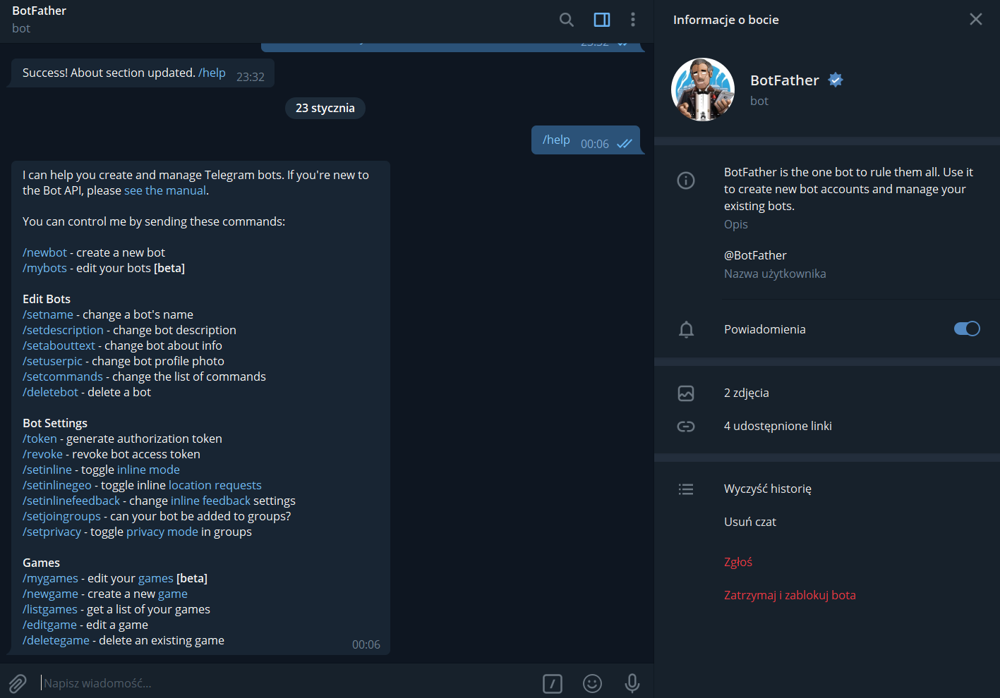 BotFather
bot
Success! About section updated. /help 23:32
23 stycznia
/help 00:06
I can help you create and manage Telegram bots. If you're new to
the Bot API, please see the manual.
You can control me by sending these commands:
/newbot - create a new bot
/mybots - edit your bots [beta]
Edit Bots
/setname - change a bot's name
/setdescription - change bot description
/setabouttext - change bot about info
/setuserpic - change bot profile photo
/setcommands - change the list of commands
/deletebot - delete a bot
Bot Settings
/token - generate authorization token
/revoke - revoke bot access token
/setinline - toggle inline mode
/setinlinegeo - toggle inline location requests
/setinlinefeedback - change inline feedback settings
/setjoingroups - can your bot be added to groups?
/setprivacy - toggle privacy mode in groups
Games
/mygames - edit your games [beta]
/newgame - create a new game
/listgames - get a list of your games
/editgame - edit a game
/deletegame - delete an existing game
00:06
Napisz wiadomość...
Informacje o bocie
BotFather
bot
BotFather is the one bot to rule them all. Use it
to create new bot accounts and manage your
existing bots.
Opis
@BotFather
Nazwa użytkownika
Powiadomienia
2 zdjęcia
4 udostępnione linki
Wyczyść historię
Usuń czat
Zgłoś
Zatrzymaj i zablokuj bota